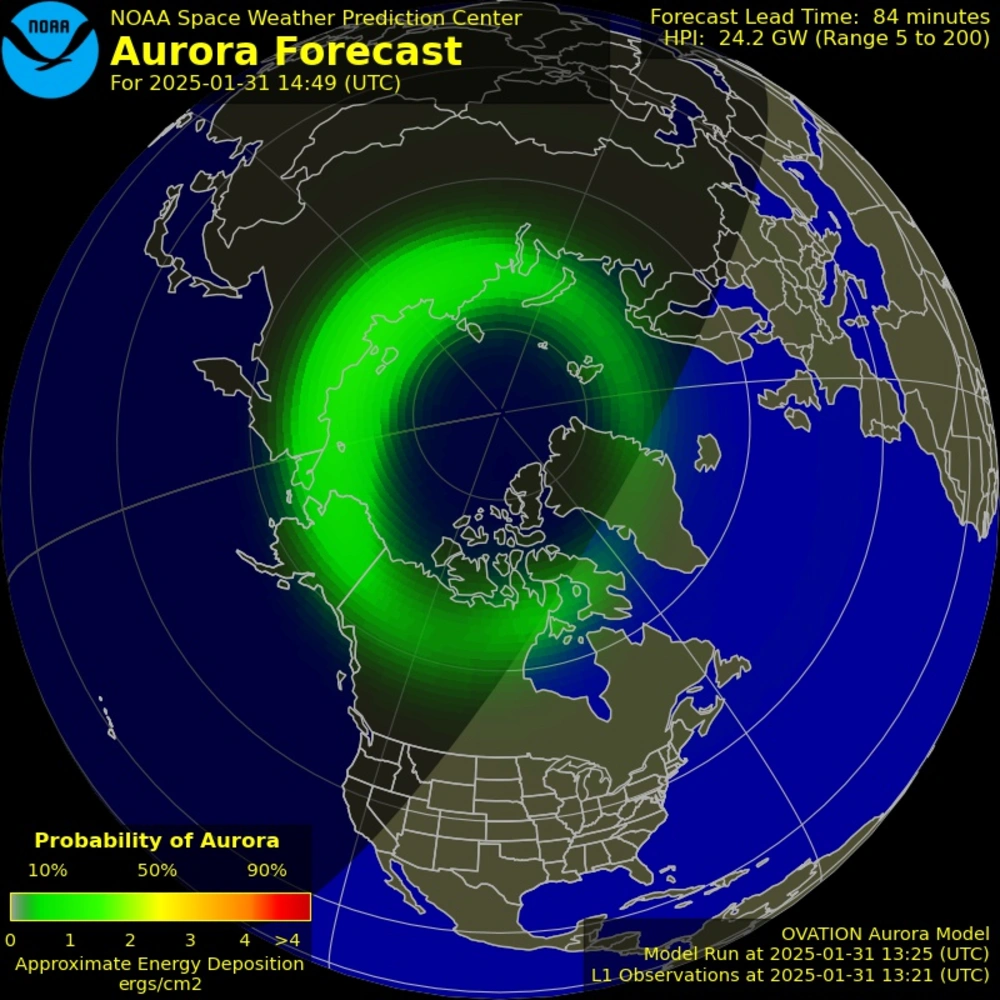 NOAA
NOAA Space Weather Prediction Center
Aurora Forecast
For 2025-01-31 14:49 (UTC)
Forecast Lead Time: 84 minutes
HPI: 24.2 GW (Range 5 to 200)
Probability of Aurora
10% 50% 90%
0 1 2 3 4 >4
Approximate Energy Deposition
ergs/cm2
OVATION Aurora Model
Model Run at 2025-01-31 13:25 (UTC)
L1 Observations at 2025-01-31 13:21 (UTC)